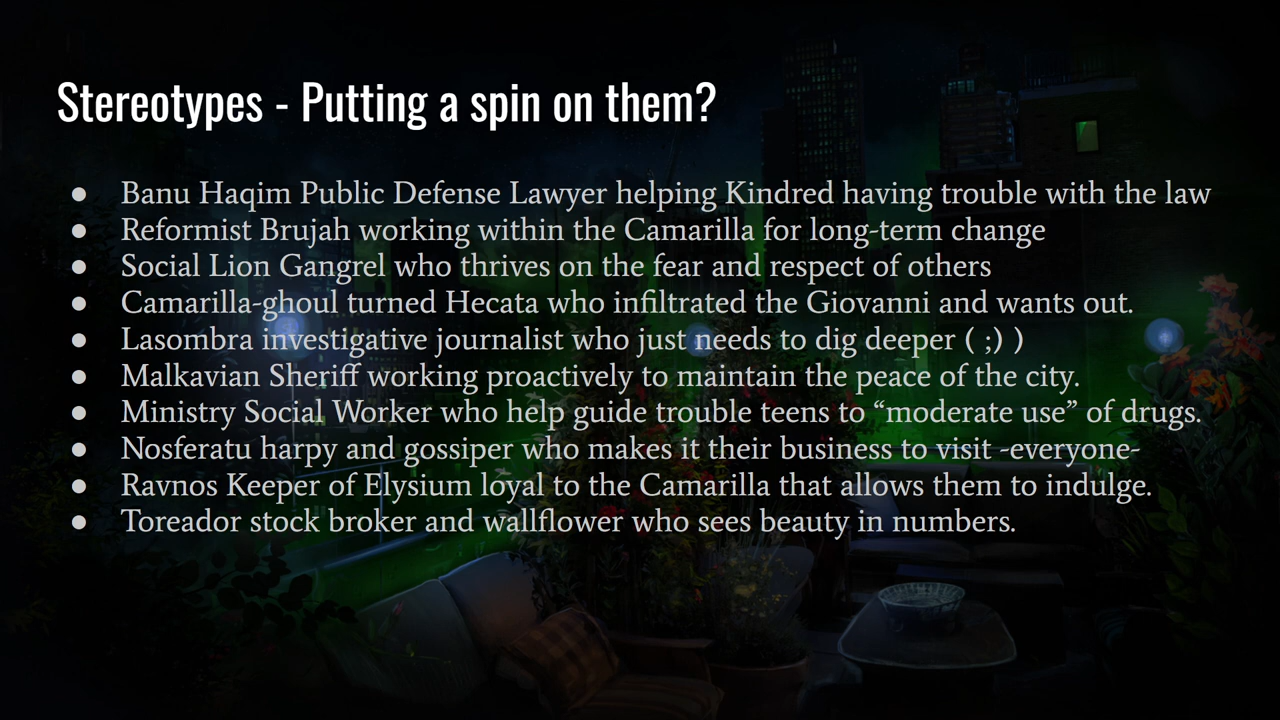 Stereotypes - Putting a spin on them?
● Banu Haqim Public Defense Lawyer helping Kindred having trouble with the law
● Reformist Brujah working within the Camarilla for long-term change
● Social Lion Gangrel who thrives on the fear and respect of others
● Camarilla-ghoul turned Hecata who infiltrated the Giovanni and wants out.
● Lasombra investigative journalist who just needs to dig deeper ( ;) )
● Malkavian Sheriff working proactively to maintain the peace of the city.
● Ministry Social Worker who help guide trouble teens to “moderate use” of drugs.
● Nosferatu harpy and gossiper who makes it their business to visit -everyone-
● Ravnos Keeper of Elysium loyal to the Camarilla that allows them to indulge.
● Toreador stock broker and wallflower who sees beauty in numbers.